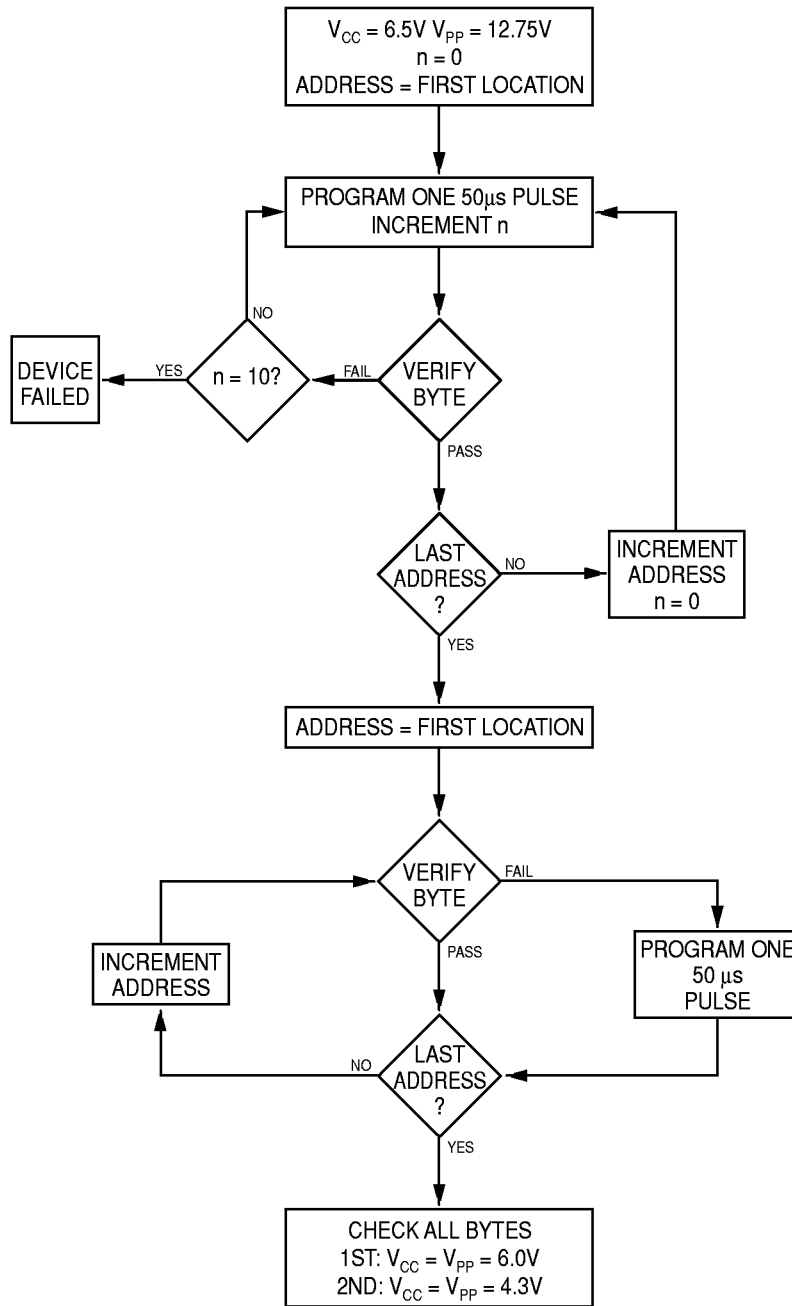 VCC = 6.5V VPP = 12.75V
n = 0
ADDRESS = FIRST LOCATION
PROGRAM ONE 50µs PULSE
INCREMENT n
NO
DEVICE
FAILED
YES
n = 10?
FAIL
VERIFY
BYTE
PASS
LAST
ADDRESS
?
NO
INCREMENT
ADDRESS
n = 0
YES
ADDRESS = FIRST LOCATION
VERIFY
BYTE
FAIL
PASS
INCREMENT
ADDRESS
PROGRAM ONE
50 µs
PULSE
NO
LAST
ADDRESS
?
YES
CHECK ALL BYTES
1ST: VCC = VPP = 6.0V
2ND: VCC = VPP = 4.3V